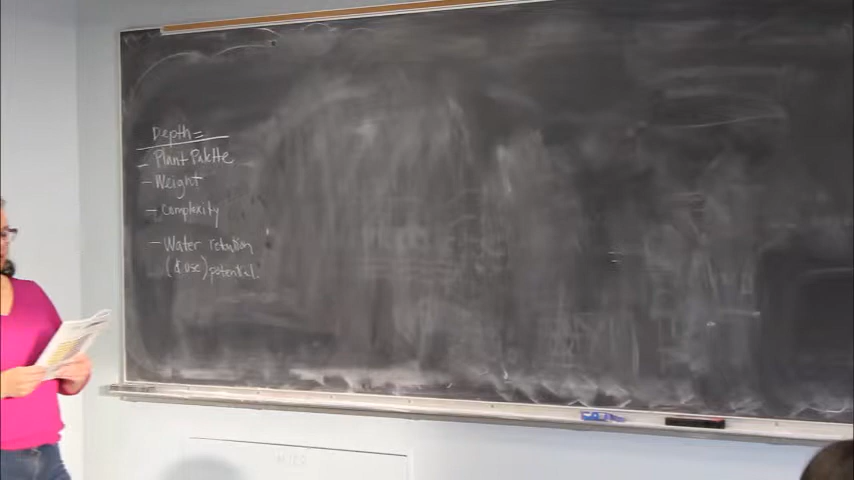 Depth =
- Plant Palette
- Weight
- Complexity
- Water retention
(& use) potential.